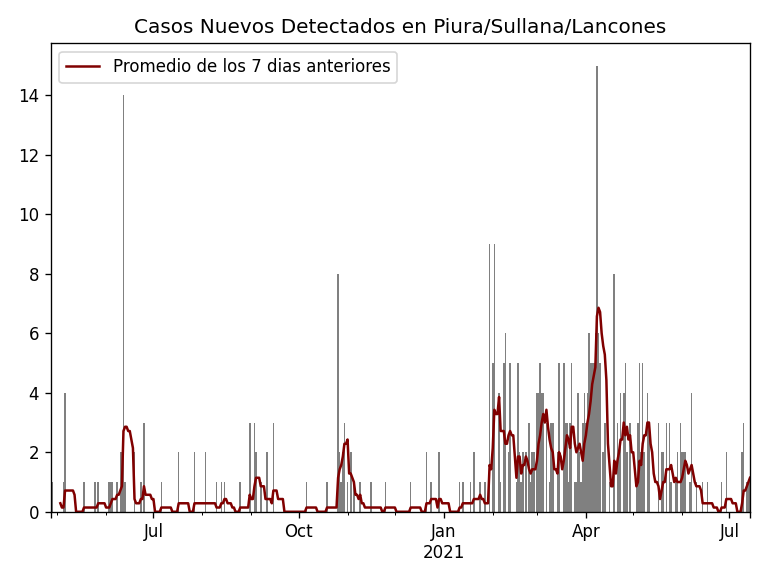 Casos Nuevos Detectados en Piura/Sullana/Lancones
Promedio de los 7 dias anteriores
14
12
10
8
6
4
2
0
Jul
Oct
Jan
2021
Apr
Jul